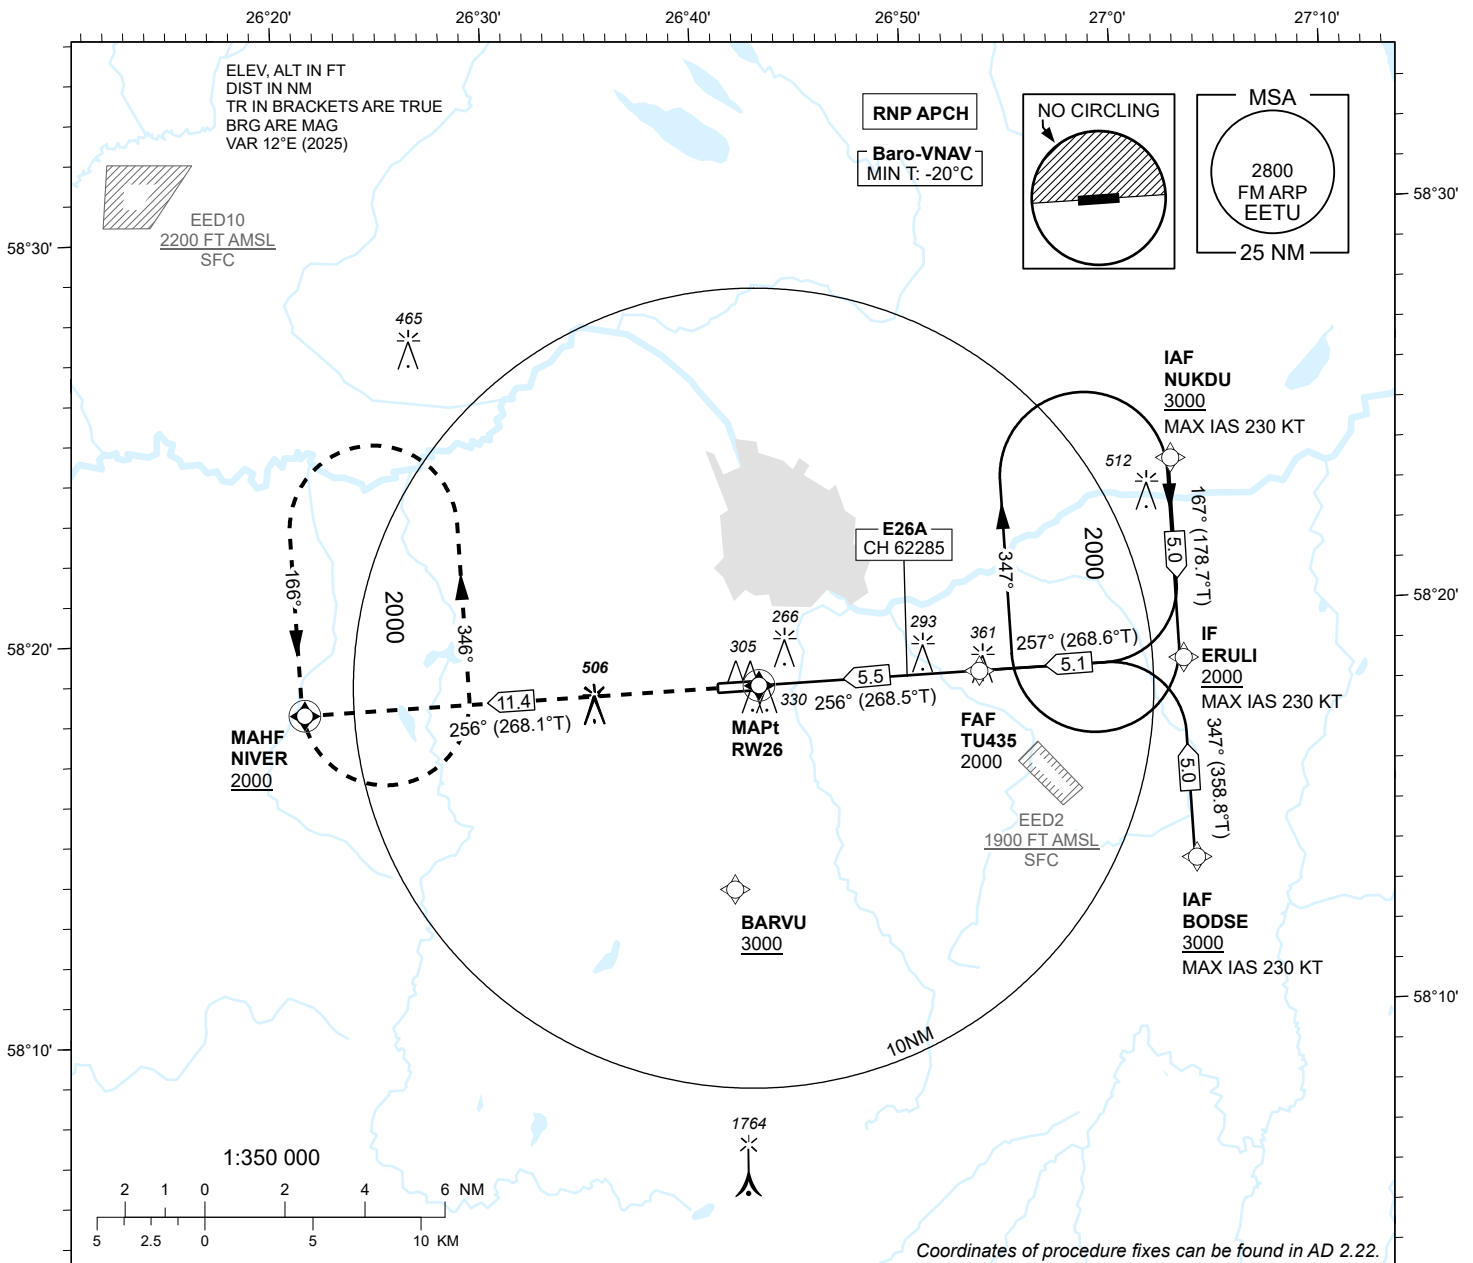 26°20'
26°30'
26°40'
26°50'
27°0'
27°10'
ELEV, ALT IN FT
DIST IN NM
TR IN BRACKETS ARE TRUE
BRG ARE MAG
VAR 12°E (2025)
RNP APCH
Baro-VNAV
MIN T: -20°C
NO CIRCLING
MSA
2800
FM ARP
EETU
25 NM
58°30'
58°30'
EED10
2200 FT AMSL
SFC
465
IAF
NUKDU
3000
MAX IAS 230 KT
512
167° (178.7°T)
5.0
E26A
CH 62285
2000
347°
166°
2000
346°
58°20'
58°20'
266
293
361
305
506
257° (268.6°T)
5.1
IF
ERULI
2000
MAX IAS 230 KT
5.5
330
256° (268.5°T)
11.4
256° (268.1°T)
MAHF
NIVER
2000
MAPt
RW26
FAF
TU435
2000
347° (358.8°T)
5.0
EED2
1900 FT AMSL
SFC
BARVU
3000
IAF
BODSE
3000
MAX IAS 230 KT
58°10'
58°10'
10NM
1764
1:350 000
2 1 0 2 4 6 NM
5 2.5 0 5 10 KM
Coordinates of procedure fixes can be found in AD 2.22.